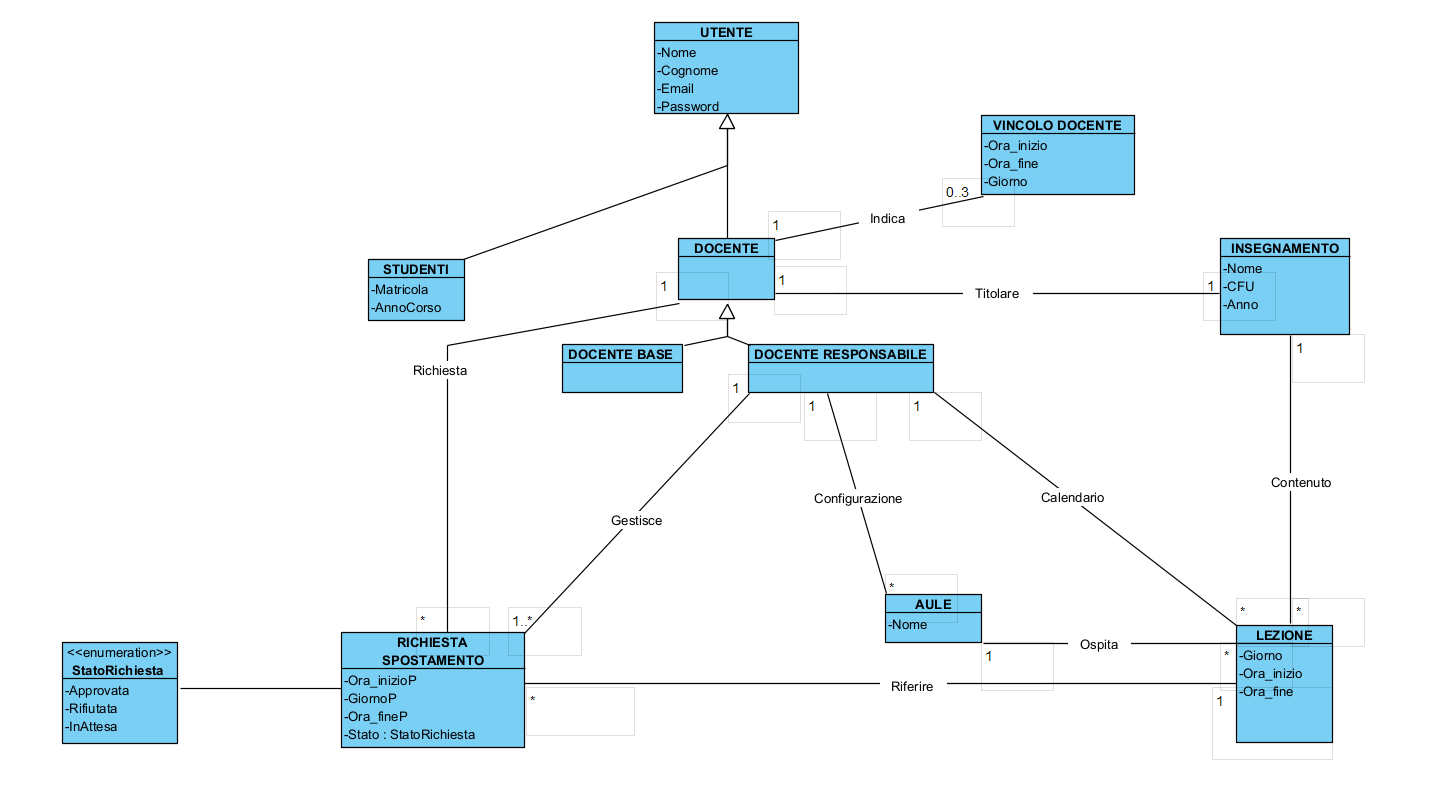 UTENTE
-Nome
-Cognome
-Email
-Password
VINCOLO DOCENTE
-Ora_inizio
-Ora_fine
-Giorno
0..3
Indica
1
DOCENTE
1
1
Titolare
1
INSEGNAMENTO
-Nome
-CFU
-Anno
1
STUDENTI
-Matricola
-AnnoCorso
Richiesta
DOCENTE BASE
DOCENTE RESPONSABILE
1
1
1
Gestisce
Configurazione
Calendario
Contenuto
*
1..*
*
*
*
<<enumeration>>
StatoRichiesta
-Approvata
-Rifiutata
-InAttesa
RICHIESTA
SPOSTAMENTO
-Ora_inizioP
-GiornoP
-Ora_fineP
-Stato : StatoRichiesta
*
Riferire
1
AULE
-Nome
1
Ospita
*
LEZIONE
-Giorno
-Ora_inizio
-Ora_fine